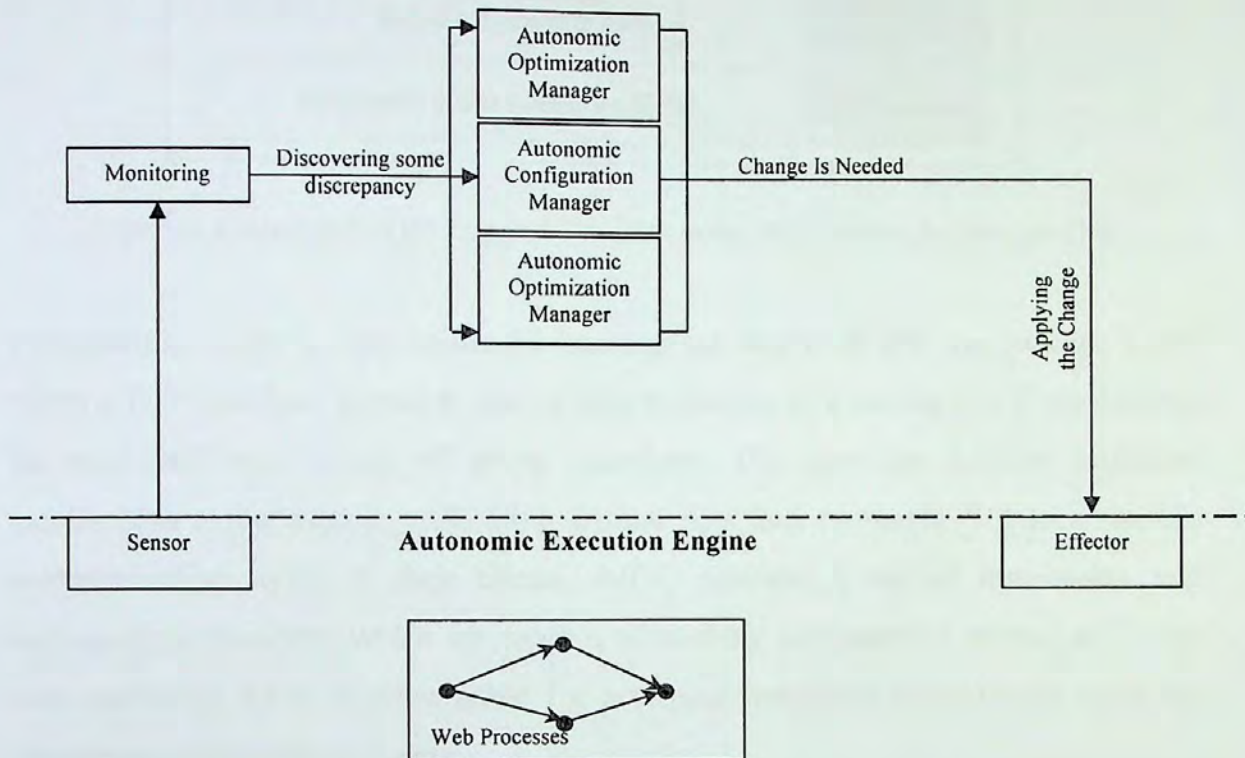 Autonomic
Optimization
Manager
Monitoring
Discovering some
discrepancy
Autonomic
Configuration
Manager
Change Is Needed
Autonomic
Optimization
Manager
Applying
the Change
Sensor
Autonomic Execution Engine
Effector
Web Processes